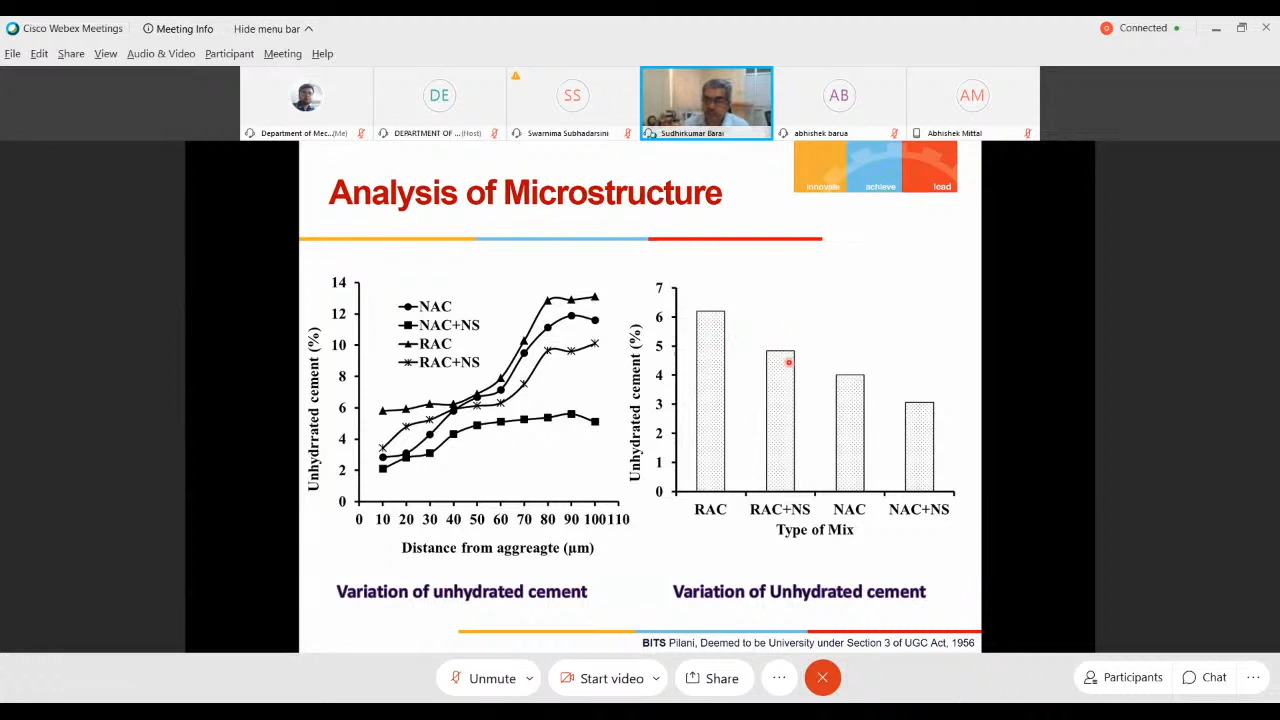 Cisco Webex Meetings
Meeting Info
Hide menu bar
Connected
File Edit Share View Audio & Video Participant Meeting Help
DE SS AB AM
Department of Mec...(Me) DEPARTMENT OF ...(Host) Swarnima Subhadarsini Sudhirkumar Barai abhishek barua Abhishek Mittal
innovate achieve lead
Analysis of Microstructure
14
12
10
8
6
4
2
0
Unhydrrated cement (%)
NAC
NAC+NS
RAC
RAC+NS
0 10 20 30 40 50 60 70 80 90 100 110
Distance from aggreagte (µm)
Variation of unhydrated cement
7
6
5
4
3
2
1
0
Unhydrated cement (%)
RAC RAC+NS NAC NAC+NS
Type of Mix
Variation of Unhydrated cement
BITS Pilani, Deemed to be University under Section 3 of UGC Act, 1956
Unmute Start video Share
Participants Chat